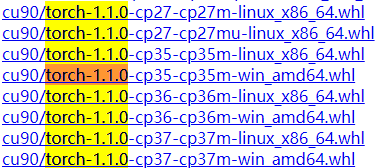 cu90/torch-1.1.0-cp27-cp27m-linux_x86_64.whl
cu90/torch-1.1.0-cp27-cp27mu-linux_x86_64.whl
cu90/torch-1.1.0-cp35-cp35m-linux_x86_64.whl
cu90/torch-1.1.0-cp35-cp35m-win_amd64.whl
cu90/torch-1.1.0-cp36-cp36m-linux_x86_64.whl
cu90/torch-1.1.0-cp36-cp36m-win_amd64.whl
cu90/torch-1.1.0-cp37-cp37m-linux_x86_64.whl
cu90/torch-1.1.0-cp37-cp37m-win_amd64.whl